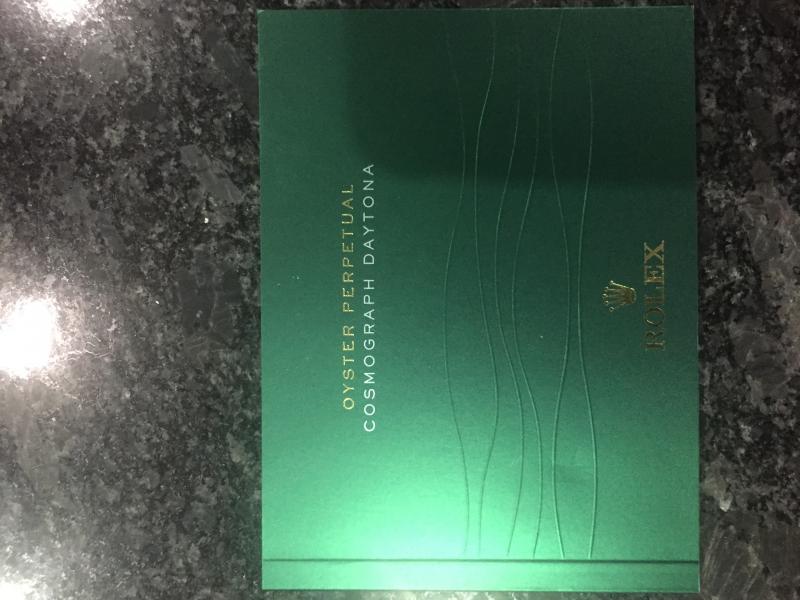 OYSTER PERPETUAL
COSMOGRAPH DAYTONA
ROLEX